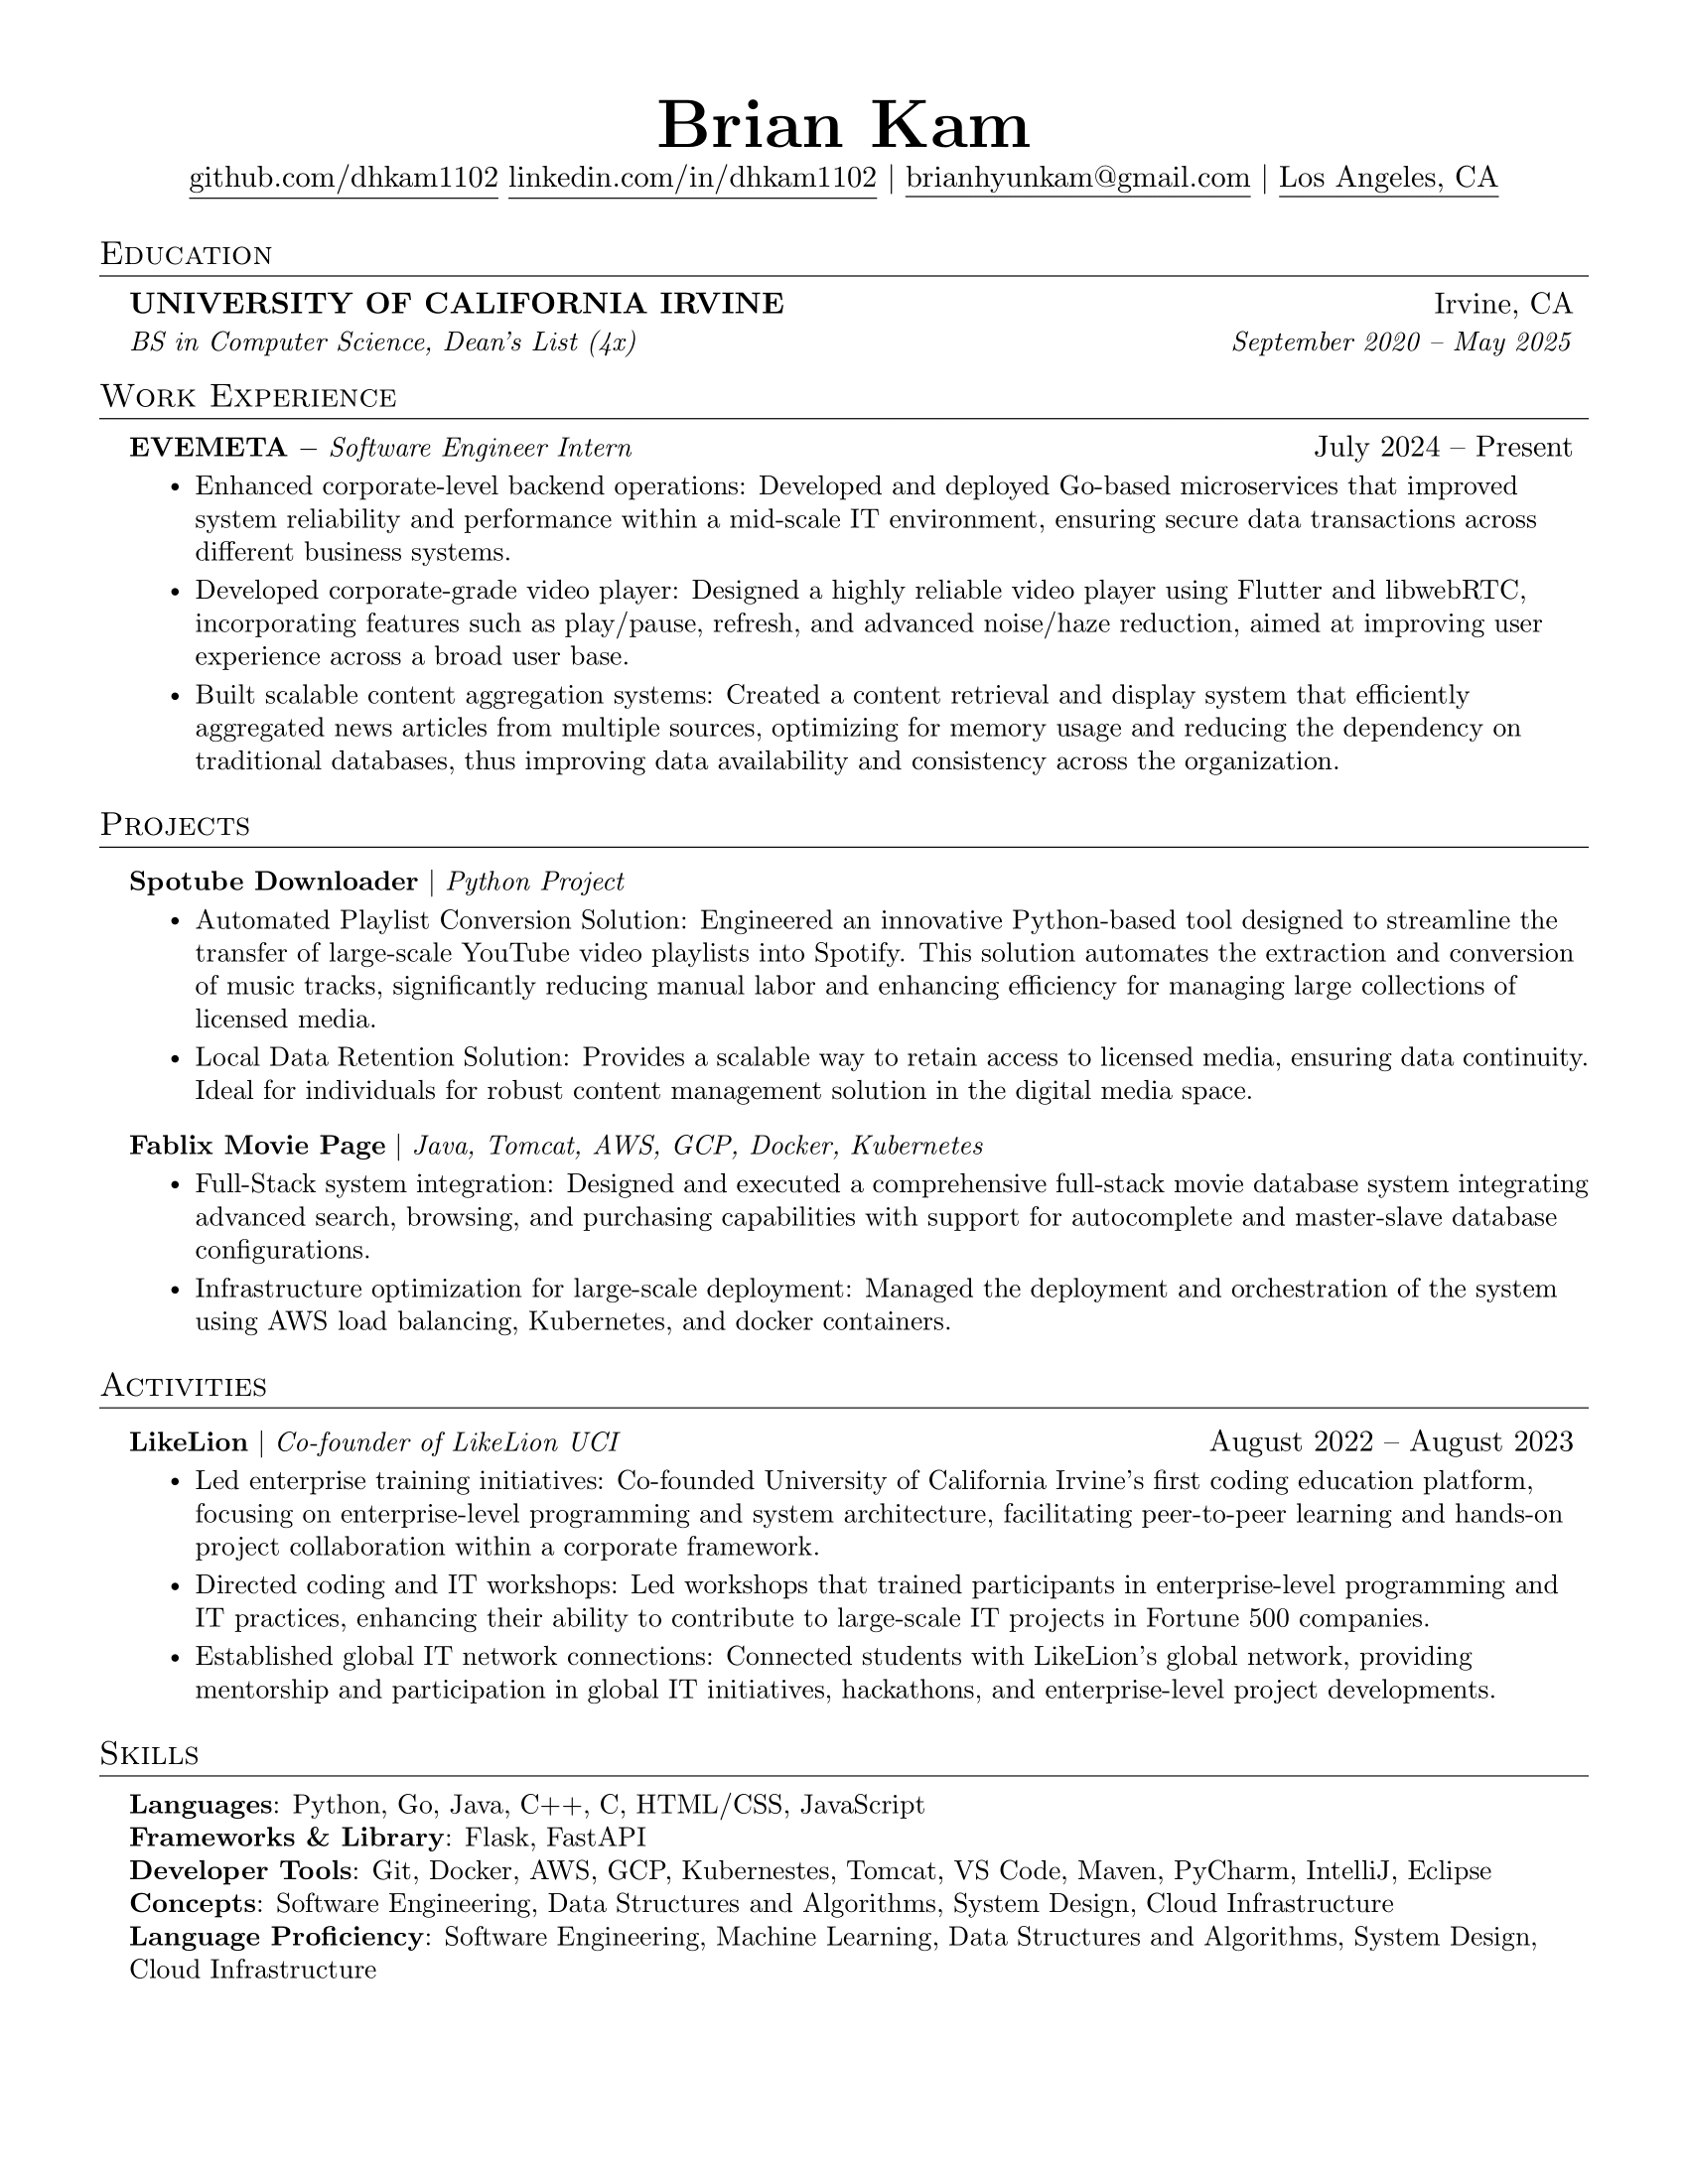 Brian Kam
github.com/dhkam1102 linkedin.com/in/dhkam1102 | brianhyunkam@gmail.com | Los Angeles, CA
Education
UNIVERSITY OF CALIFORNIA IRVINE Irvine, CA
BS in Computer Science, Dean's List (4x) September 2020 – May 2025
Work Experience
EVEMETA – Software Engineer Intern July 2024 – Present
• Enhanced corporate-level backend operations: Developed and deployed Go-based microservices that improved
system reliability and performance within a mid-scale IT environment, ensuring secure data transactions across
different business systems.
• Developed corporate-grade video player: Designed a highly reliable video player using Flutter and libwebRTC,
incorporating features such as play/pause, refresh, and advanced noise/haze reduction, aimed at improving user
experience across a broad user base.
• Built scalable content aggregation systems: Created a content retrieval and display system that efficiently
aggregated news articles from multiple sources, optimizing for memory usage and reducing the dependency on
traditional databases, thus improving data availability and consistency across the organization.
Projects
Spotube Downloader | Python Project
• Automated Playlist Conversion Solution: Engineered an innovative Python-based tool designed to streamline the
transfer of large-scale YouTube video playlists into Spotify. This solution automates the extraction and conversion
of music tracks, significantly reducing manual labor and enhancing efficiency for managing large collections of
licensed media.
• Local Data Retention Solution: Provides a scalable way to retain access to licensed media, ensuring data continuity.
Ideal for individuals for robust content management solution in the digital media space.
Fablix Movie Page | Java, Tomcat, AWS, GCP, Docker, Kubernetes
• Full-Stack system integration: Designed and executed a comprehensive full-stack movie database system integrating
advanced search, browsing, and purchasing capabilities with support for autocomplete and master-slave database
configurations.
• Infrastructure optimization for large-scale deployment: Managed the deployment and orchestration of the system
using AWS load balancing, Kubernetes, and docker containers.
Activities
LikeLion | Co-founder of LikeLion UCI August 2022 – August 2023
• Led enterprise training initiatives: Co-founded University of California Irvine's first coding education platform,
focusing on enterprise-level programming and system architecture, facilitating peer-to-peer learning and hands-on
project collaboration within a corporate framework.
• Directed coding and IT workshops: Led workshops that trained participants in enterprise-level programming and
IT practices, enhancing their ability to contribute to large-scale IT projects in Fortune 500 companies.
• Established global IT network connections: Connected students with LikeLion's global network, providing
mentorship and participation in global IT initiatives, hackathons, and enterprise-level project developments.
Skills
Languages: Python, Go, Java, C++, C, HTML/CSS, JavaScript
Frameworks & Library: Flask, FastAPI
Developer Tools: Git, Docker, AWS, GCP, Kubernestes, Tomcat, VS Code, Maven, PyCharm, IntelliJ, Eclipse
Concepts: Software Engineering, Data Structures and Algorithms, System Design, Cloud Infrastructure
Language Proficiency: Software Engineering, Machine Learning, Data Structures and Algorithms, System Design,
Cloud Infrastructure